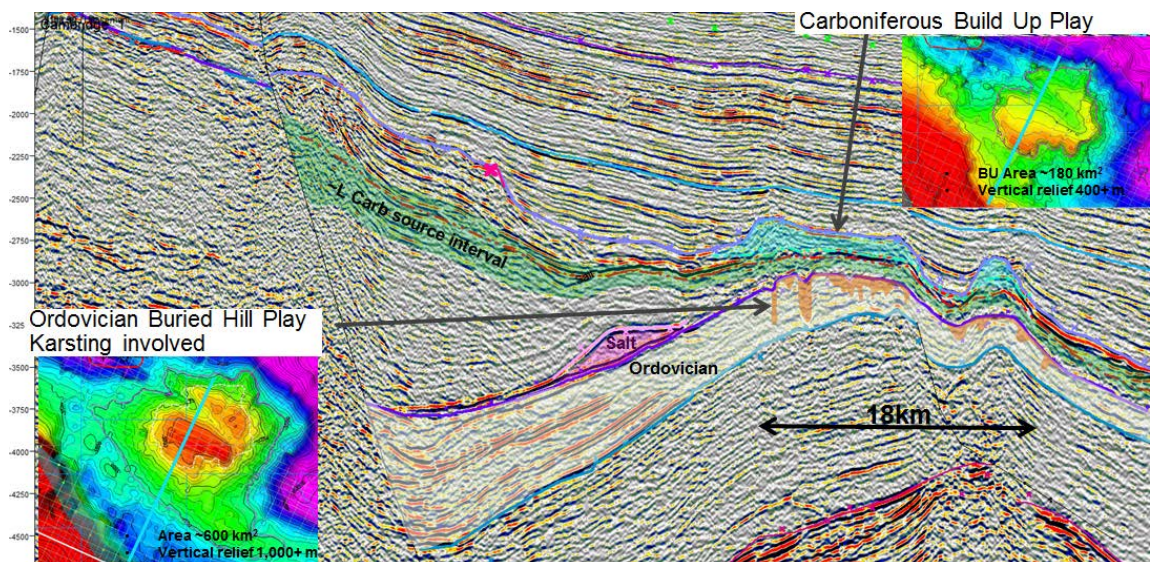 Cambridge 1
Carboniferous Build Up Play
BU Area ~180 km²
Vertical relief 400+ m
-1500
-1750
-2000
-2250
-2500
-2750
-3000
-3250
-3750
-4000
-4250
-4500
~L Carb source interval
Ordovician Buried Hill Play
Karsting involved
Salt
Ordovician
18km
Area ~600 km²
Vertical relief 1,000+ m